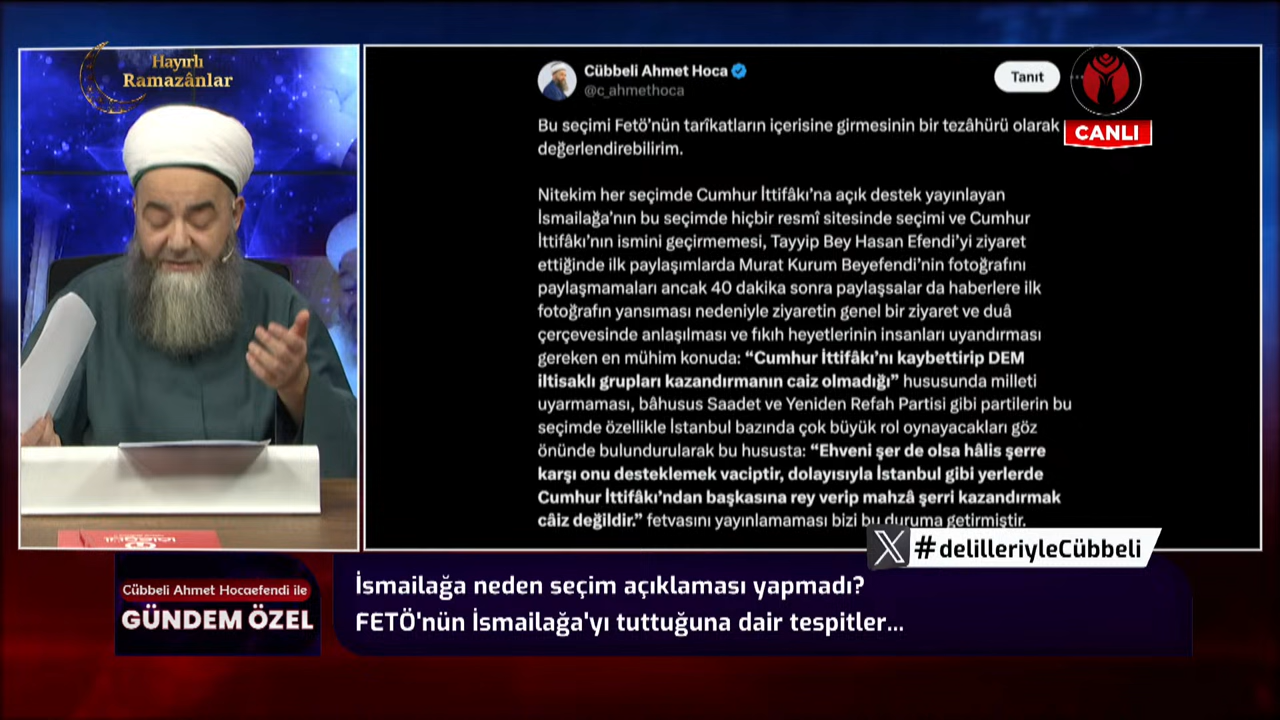 Hayırlı
Ramazânlar
Cübbeli Ahmet Hoca
@c_ahmethoca
Tanıt
CANLI
Bu seçimi Fetö'nün tarîkatların içerisine girmesinin bir tezâhürü olarak
değerlendirebilirim.
Nitekim her seçimde Cumhur İttifâkı'na açık destek yayınlayan
İsmailağa'nın bu seçimde hiçbir resmî sitesinde seçimi ve Cumhur
İttifâkı'nın ismini geçirmemesi, Tayyip Bey Hasan Efendi'yi ziyaret
ettiğinde ilk paylaşımlarda Murat Kurum Beyefendi'nin fotoğrafını
paylaşmamaları ancak 40 dakika sonra paylaşsalar da haberlere ilk
fotoğrafın yansıması nedeniyle ziyaretin genel bir ziyaret ve duâ
çerçevesinde anlaşılması ve fıkıh heyetlerinin insanları uyandırması
gereken en mühim konuda: “Cumhur İttifâkı'nı kaybettirip DEM
iltisaklı grupları kazandırmanın caiz olmadığı” hususunda milleti
uyarmaması, bâhusus Saadet ve Yeniden Refah Partisi gibi partilerin bu
seçimde özellikle İstanbul bazında çok büyük rol oynayacakları göz
önünde bulundurularak bu hususta: “Ehveni şer de olsa hâlis şerre
karşı onu desteklemek vaciptir, dolayısıyla İstanbul gibi yerlerde
Cumhur İttifâkı'ndan başkasına rey verip mahzâ şerri kazandırmak
câiz değildir.” fetvasını yayınlamaması bizi bu duruma getirmiştir.
#delilleriyleCübbeli
Cübbeli Ahmet Hocaefendi ile
GÜNDEM ÖZEL
İsmailağa neden seçim açıklaması yapmadı?
FETÖ'nün İsmailağa'yı tuttuğuna dair tespitler...